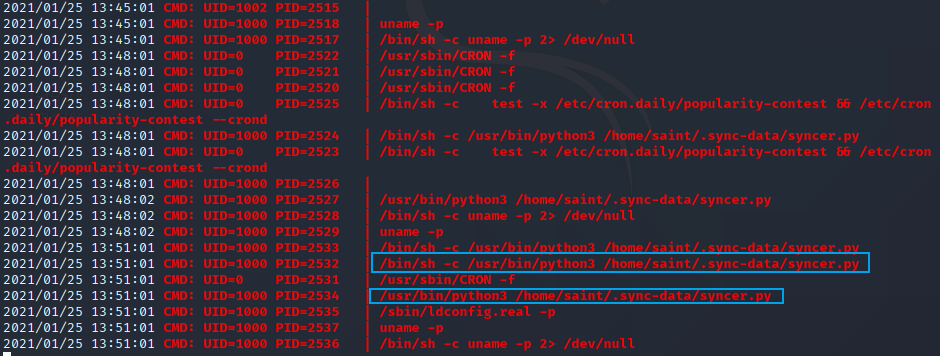 2021/01/25 13:45:01 CMD: UID=1002 PID=2515 |
2021/01/25 13:45:01 CMD: UID=1000 PID=2518 | uname -p
2021/01/25 13:45:01 CMD: UID=1000 PID=2517 | /bin/sh -c uname -p 2> /dev/null
2021/01/25 13:48:01 CMD: UID=0 PID=2522 | /usr/sbin/CRON -f
2021/01/25 13:48:01 CMD: UID=0 PID=2521 | /usr/sbin/CRON -f
2021/01/25 13:48:01 CMD: UID=0 PID=2520 | /usr/sbin/CRON -f
2021/01/25 13:48:01 CMD: UID=0 PID=2525 | /bin/sh -c test -x /etc/cron.daily/popularity-contest && /etc/cron
.daily/popularity-contest --crond
2021/01/25 13:48:01 CMD: UID=1000 PID=2524 | /bin/sh -c /usr/bin/python3 /home/saint/.sync-data/syncer.py
2021/01/25 13:48:01 CMD: UID=0 PID=2523 | /bin/sh -c test -x /etc/cron.daily/popularity-contest && /etc/cron
.daily/popularity-contest --crond
2021/01/25 13:48:01 CMD: UID=1000 PID=2526 |
2021/01/25 13:48:02 CMD: UID=1000 PID=2527 | /usr/bin/python3 /home/saint/.sync-data/syncer.py
2021/01/25 13:48:02 CMD: UID=1000 PID=2528 | /bin/sh -c uname -p 2> /dev/null
2021/01/25 13:48:02 CMD: UID=1000 PID=2529 | uname -p
2021/01/25 13:51:01 CMD: UID=1000 PID=2533 | /bin/sh -c /usr/bin/python3 /home/saint/.sync-data/syncer.py
2021/01/25 13:51:01 CMD: UID=1000 PID=2532 | /bin/sh -c /usr/bin/python3 /home/saint/.sync-data/syncer.py
2021/01/25 13:51:01 CMD: UID=0 PID=2531 | /usr/sbin/CRON -f
2021/01/25 13:51:01 CMD: UID=1000 PID=2534 | /usr/bin/python3 /home/saint/.sync-data/syncer.py
2021/01/25 13:51:01 CMD: UID=1000 PID=2535 | /sbin/ldconfig.real -p
2021/01/25 13:51:01 CMD: UID=1000 PID=2537 | uname -p
2021/01/25 13:51:01 CMD: UID=1000 PID=2536 | /bin/sh -c uname -p 2> /dev/null